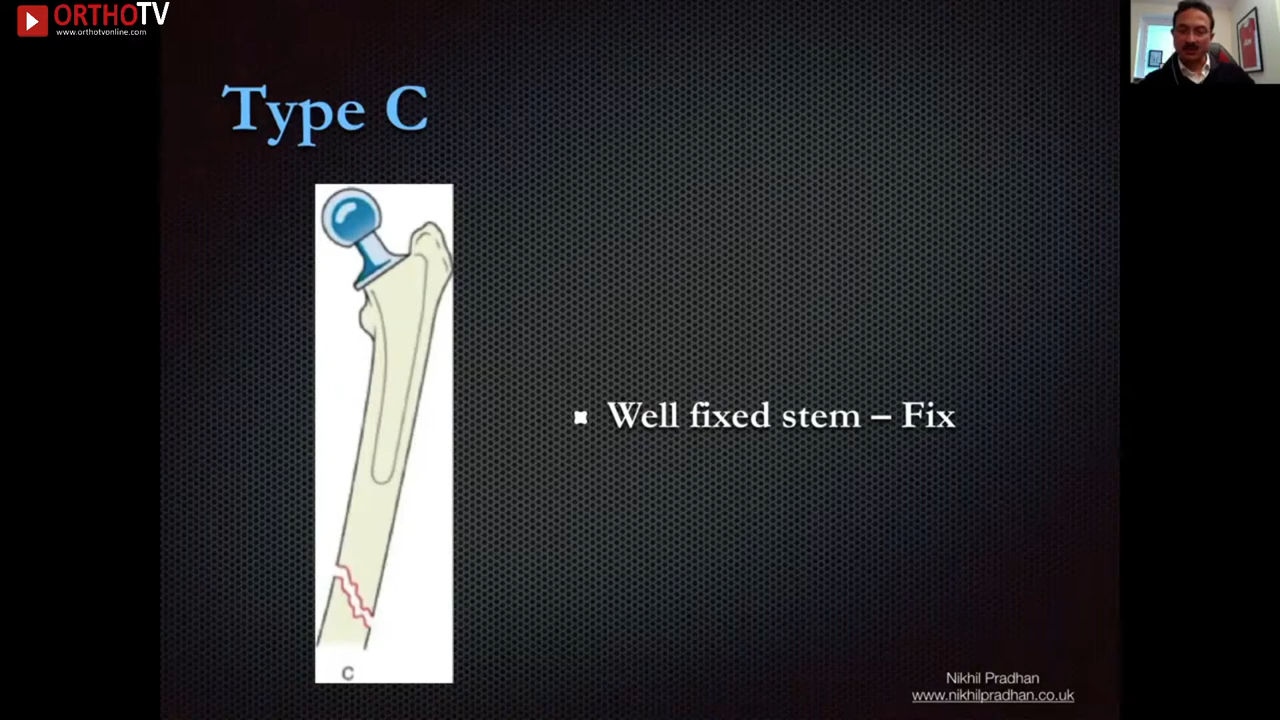 ORTHOTV
www.orthotvonline.com
Type C
Well fixed stem – Fix
C
Nikhil Pradhan
www.nikhilpradhan.co.uk